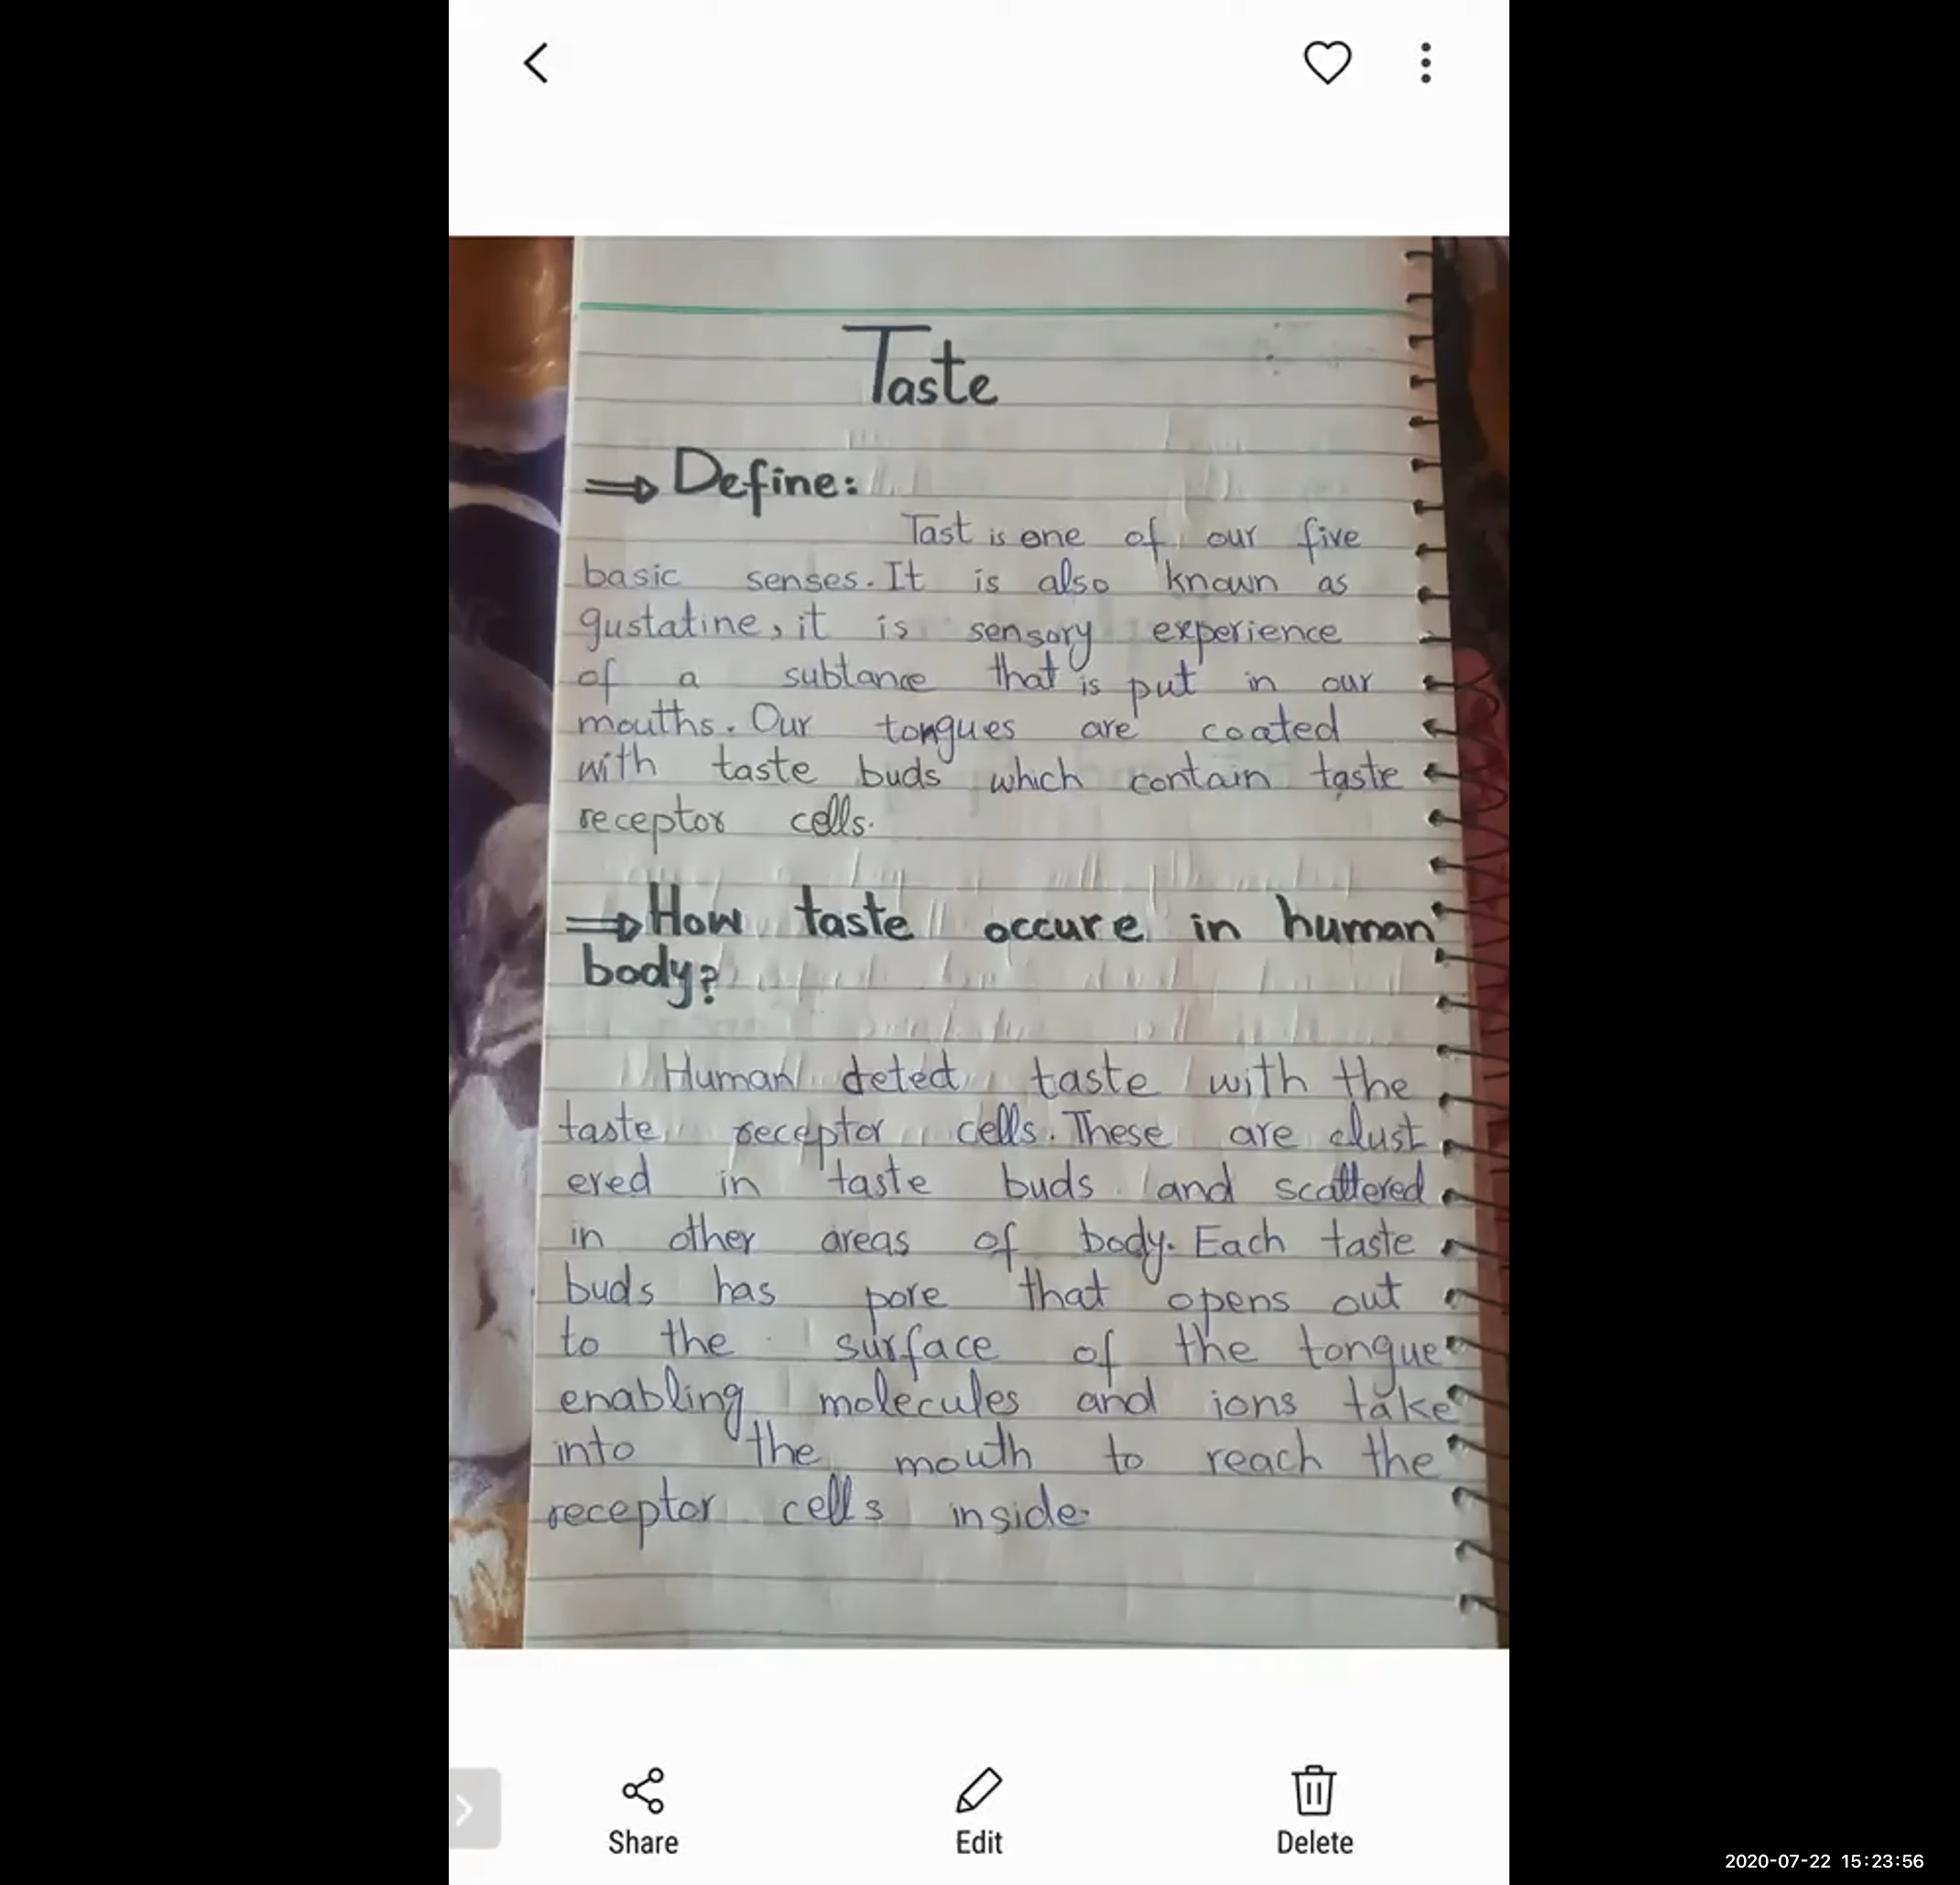 Taste
⇒ Define:
Tast is one of our five
basic senses. It is also known as
gustatine, it is sensory experience
of a subtance that is put in our
mouths. Our tongues are coated
with taste buds which contain taste
receptor cells.
⇒ How taste occure in human
body?
Human deted taste with the
taste receptor cells. These are clust
ered in taste buds and scattered
in other areas of body. Each taste
buds has pore that opens out
to the surface of the tongue
enabling molecules and ions take
into the mouth to reach the
receptor cells inside.
Share Edit Delete
2020-07-22 15:23:56